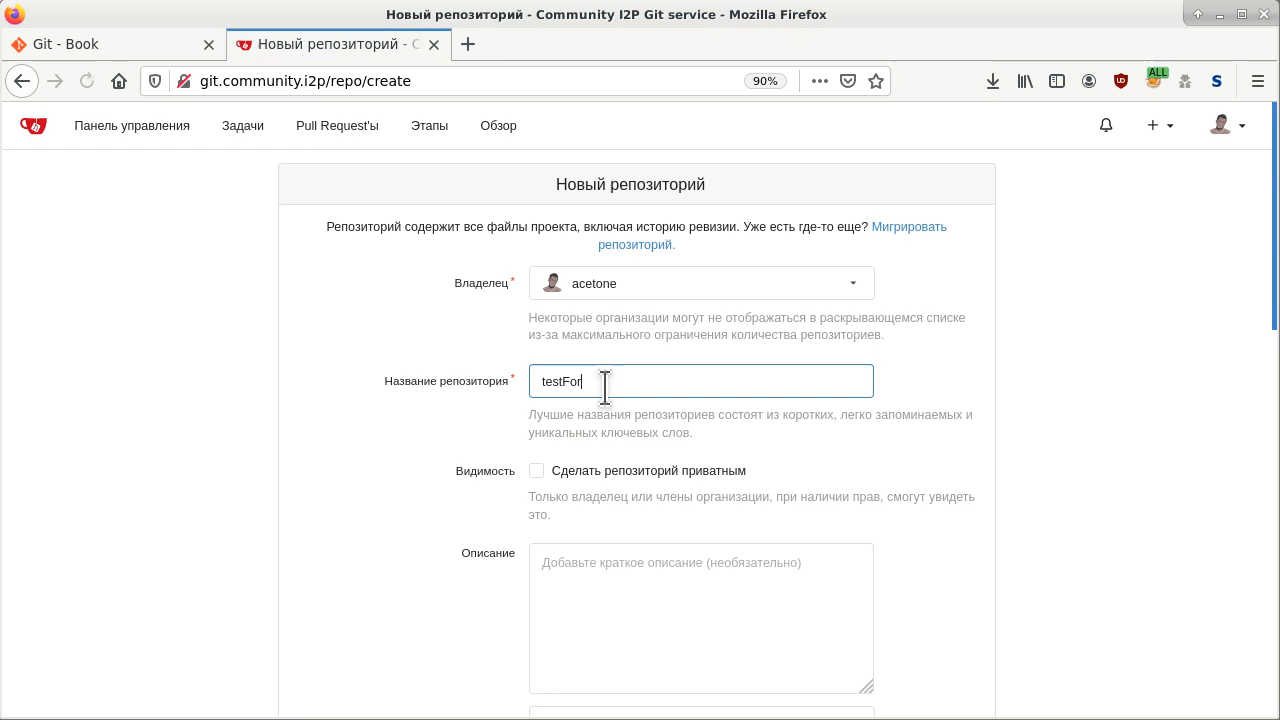 Новый репозиторий - Community I2P Git service - Mozilla Firefox
Git - Book
Новый репозиторий - C
git.community.i2p/repo/create
90%
ALL
S
Панель управления
Задачи
Pull Request'ы
Этапы
Обзор
Новый репозиторий
Репозиторий содержит все файлы проекта, включая историю ревизии. Уже есть где-то еще? Мигрировать
репозиторий.
Владелец *
acetone
Некоторые организации могут не отображаться в раскрывающемся списке
из-за максимального ограничения количества репозиториев.
Название репозитория *
testFor
Лучшие названия репозиториев состоят из коротких, легко запоминаемых и
уникальных ключевых слов.
Видимость
Сделать репозиторий приватным
Только владелец или члены организации, при наличии прав, смогут увидеть
это.
Описание
Добавьте краткое описание (необязательно)